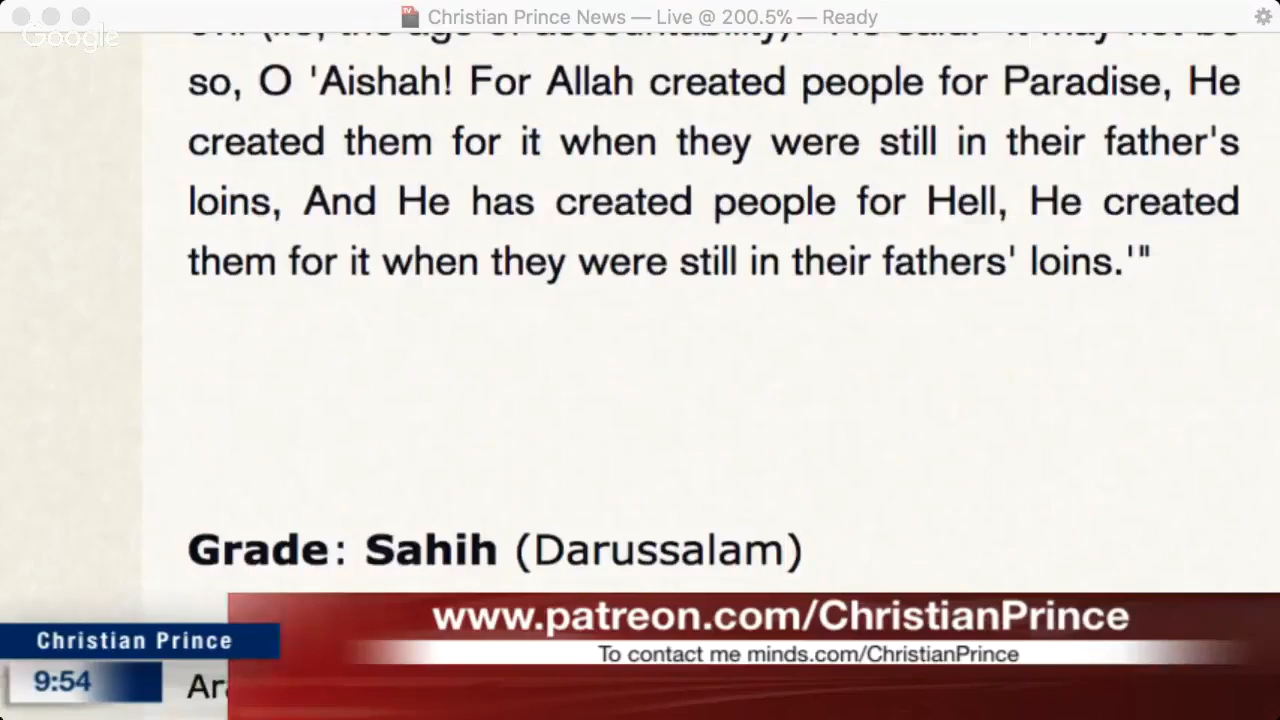 Christian Prince News — Live @ 200.5% — Ready
Google
so, O 'Aishah! For Allah created people for Paradise, He
created them for it when they were still in their father's
loins, And He has created people for Hell, He created
them for it when they were still in their fathers' loins.'"
Grade: Sahih (Darussalam)
www.patreon.com/ChristianPrince
Christian Prince
To contact me minds.com/ChristianPrince
9:54